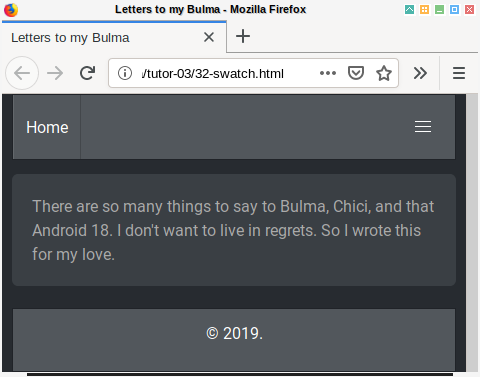 Letters to my Bulma - Mozilla Firefox
Letters to my Bulma
/tutor-03/32-swatch.html
Home
There are so many things to say to Bulma, Chici, and that
Android 18. I don't want to live in regrets. So I wrote this
for my love.
© 2019.